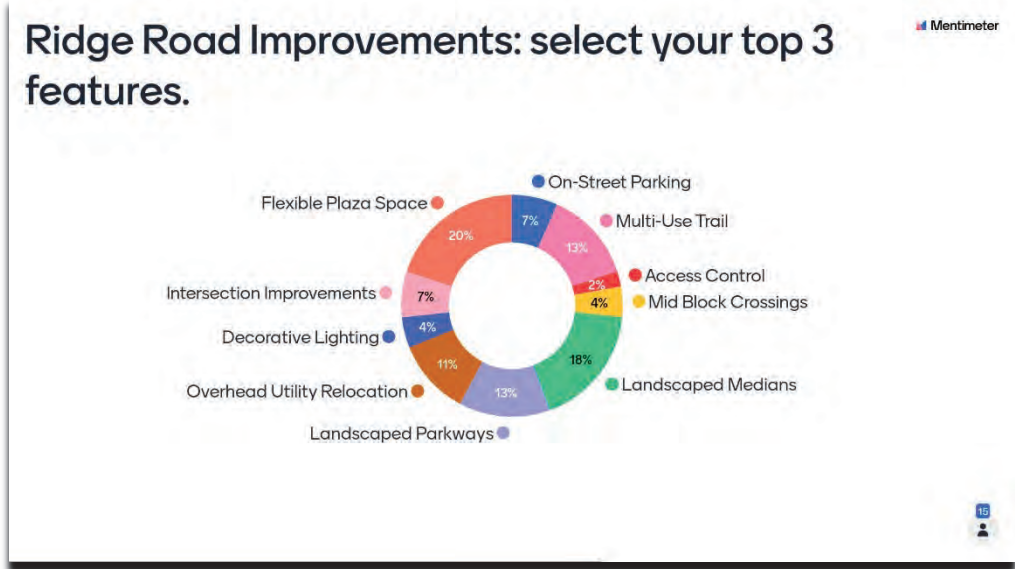 Ridge Road Improvements: select your top 3
features.
Mentimeter
On-Street Parking
Flexible Plaza Space
7%
Multi-Use Trail
20%
13%
Access Control
2%
Intersection Improvements
7%
4%
Mid Block Crossings
Decorative Lighting
4%
18%
11%
Landscaped Medians
Overhead Utility Relocation
13%
Landscaped Parkways
15